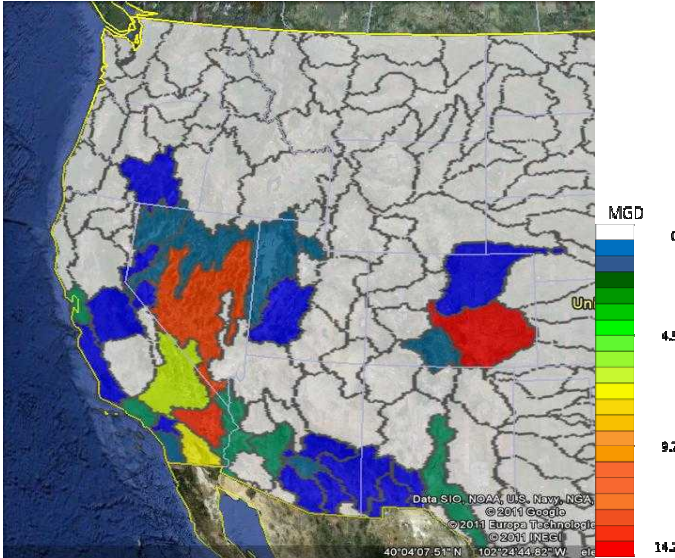 MGD
0
4.5
Uni
9.2
Data SIO, NOAA, U.S. Navy, NGA,
© 2011 Google
© 2011 Europa Technologie
© 2011 INEGI
14.2
40°04'07.51" N 102°24'44.82" W ele